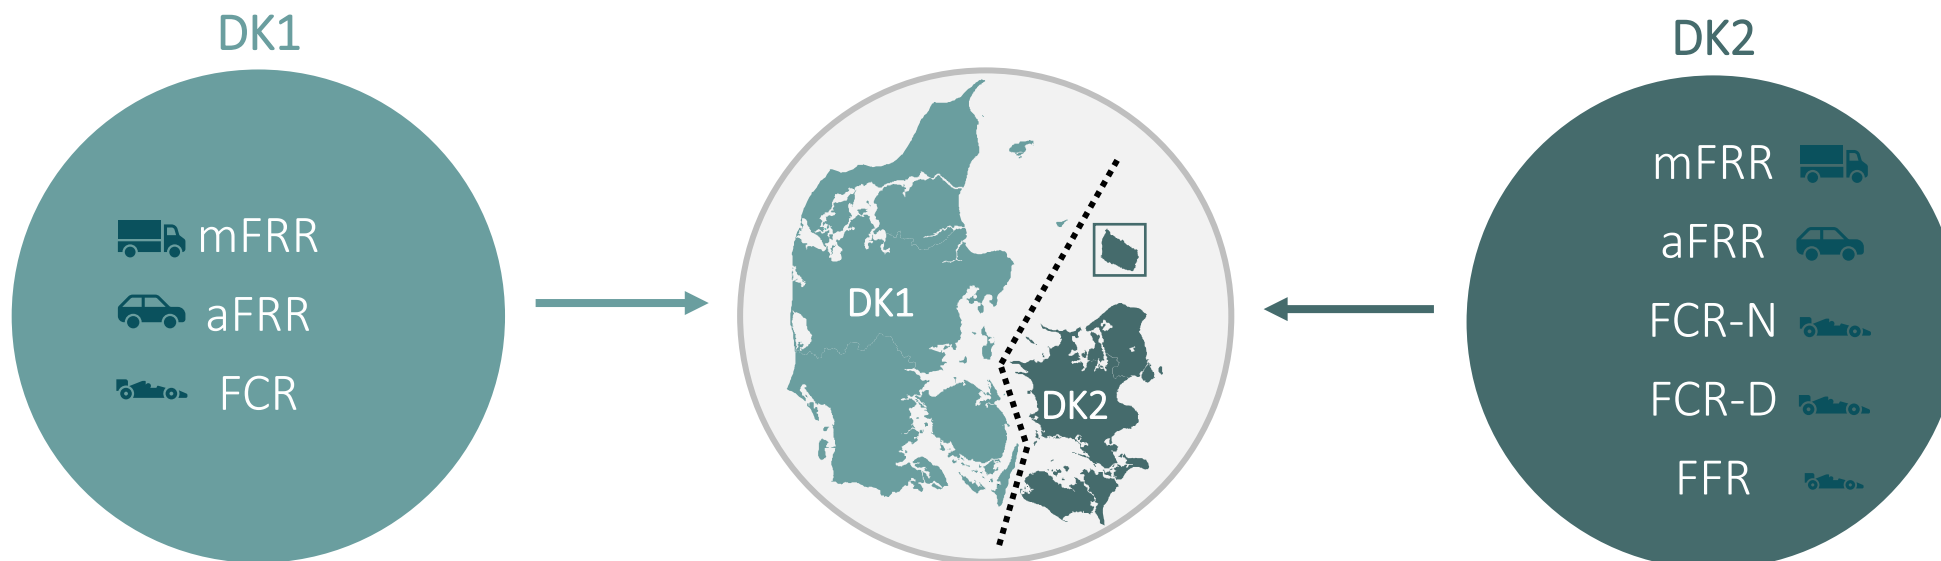 DK1
mFRR
aFRR
FCR
DK1
DK2
DK2
mFRR
aFRR
FCR-N
FCR-D
FFR